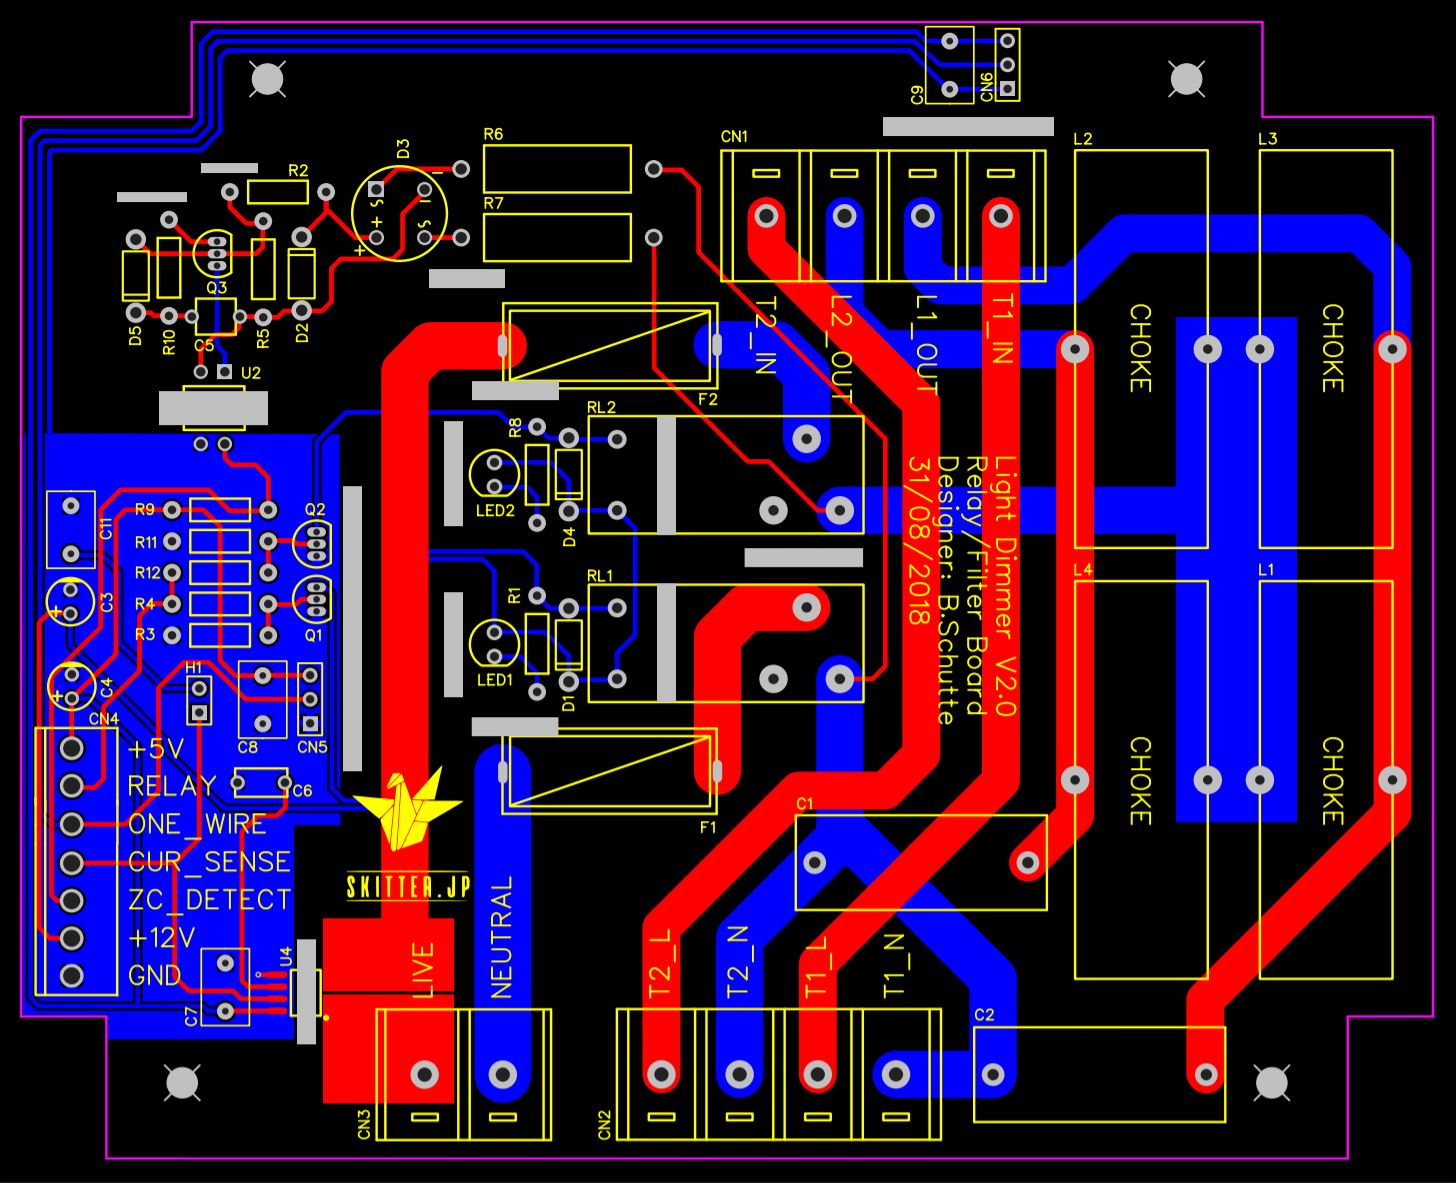 C9
CN6
R6
CN1
L2
L3
D3
R2
R7
Q3
D5
R10
C5
R5
D2
U2
T2_IN
L2_OUT
L1_OUT
T1_IN
CHOKE
CHOKE
F2
RL2
R8
LED2
D4
C11
R9
R11
R12
R4
R3
Q2
Q1
C3
C4
H1
CN4
C8
CN5
C6
R1
RL1
LED1
D1
Light Dimmer V2.0
Relay/Filter Board
Designer: B.Schutte
31/08/2018
L4
L1
CHOKE
CHOKE
+5V
RELAY
ONE_WIRE
CUR_SENSE
ZC_DETECT
+12V
GND
F1
C1
SKITTER.JP
LIVE
NEUTRAL
T2_L
T2_N
T1_L
T1_N
U4
C7
C2
CN3
CN2